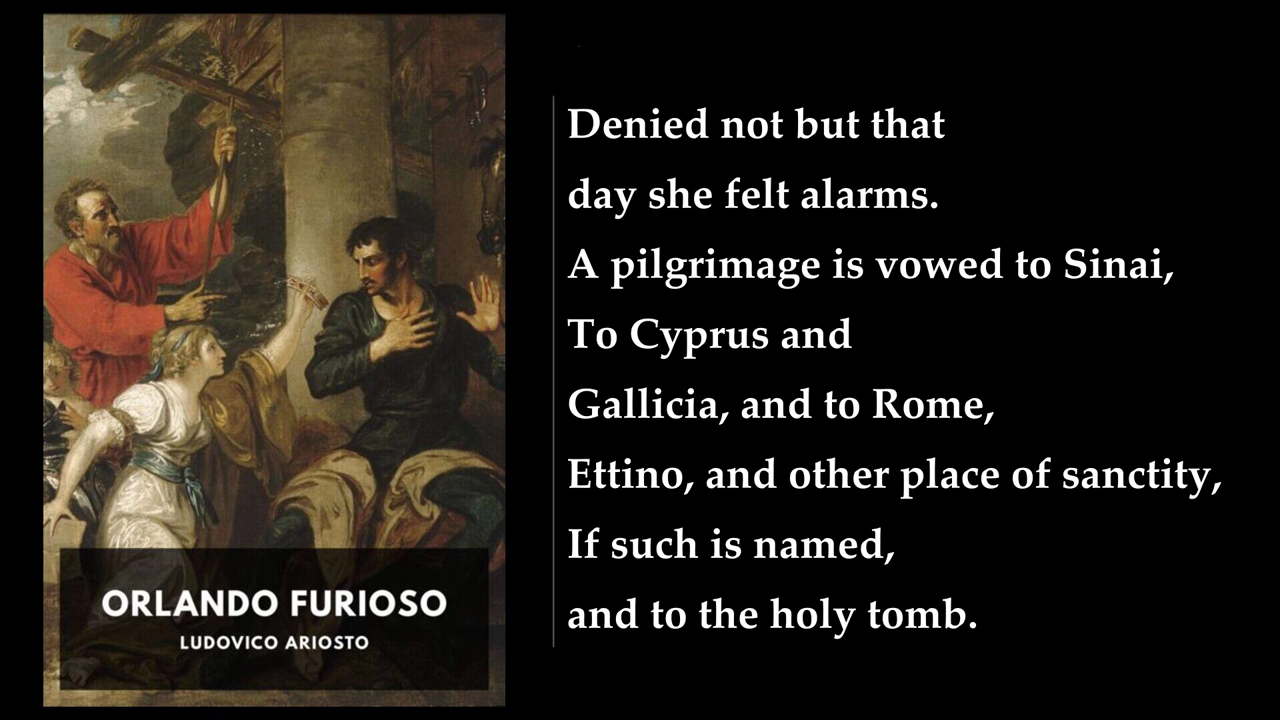 ORLANDO FURIOSO
LUDOVICO ARIOSTO
Denied not but that
day she felt alarms.
A pilgrimage is vowed to Sinai,
To Cyprus and
Gallicia, and to Rome,
Ettino, and other place of sanctity,
If such is named,
and to the holy tomb.